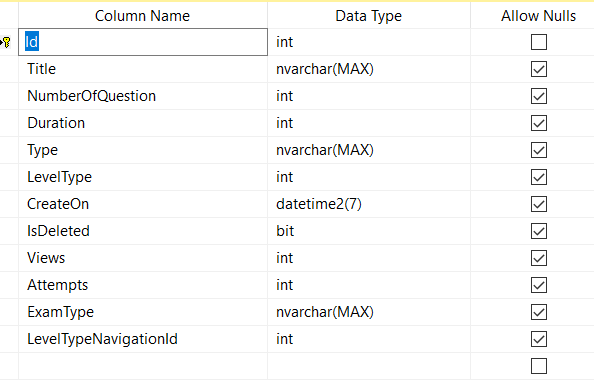 Column Name Data Type Allow Nulls
Id int
Title nvarchar(MAX)
NumberOfQuestion int
Duration int
Type nvarchar(MAX)
LevelType int
CreateOn datetime2(7)
IsDeleted bit
Views int
Attempts int
ExamType nvarchar(MAX)
LevelTypeNavigationId int